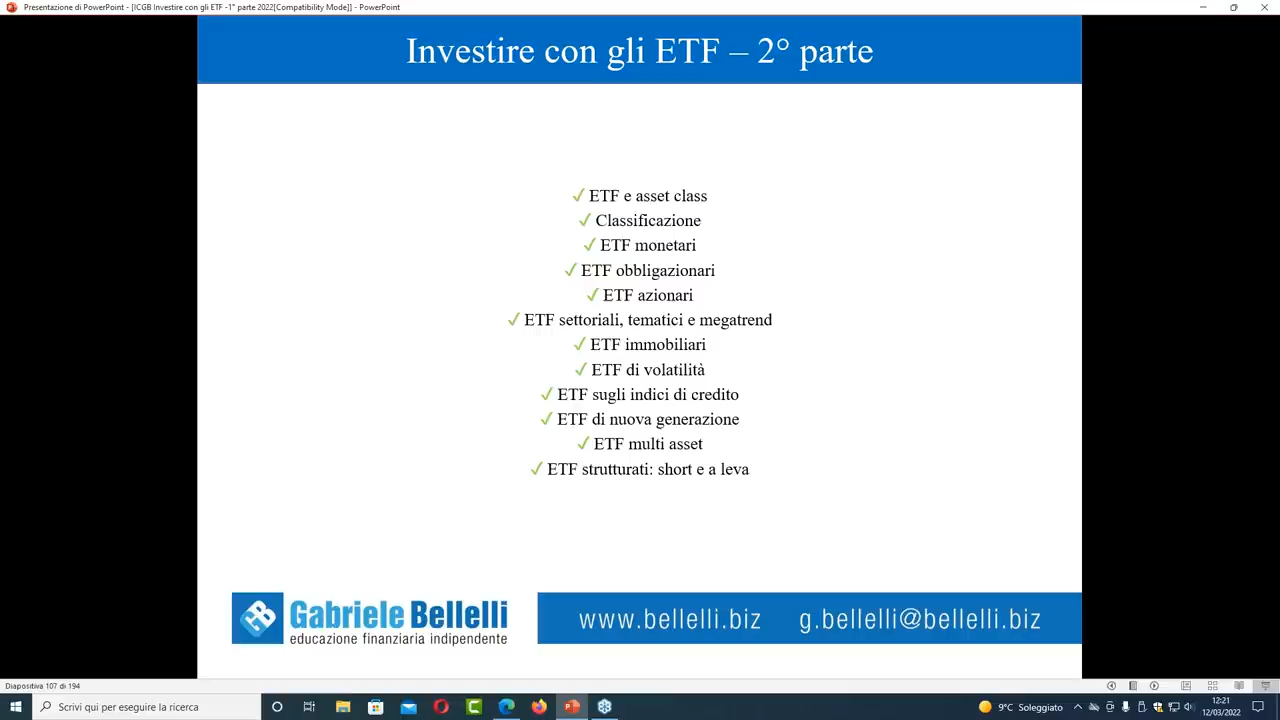 Presentazione di PowerPoint - [ICGB Investire con gli ETF -1° parte 2022[Compatibility Mode]] - PowerPoint
Investire con gli ETF – 2° parte
✓ ETF e asset class
✓ Classificazione
✓ ETF monetari
✓ ETF obbligazionari
✓ ETF azionari
✓ ETF settoriali, tematici e megatrend
✓ ETF immobiliari
✓ ETF di volatilità
✓ ETF sugli indici di credito
✓ ETF di nuova generazione
✓ ETF multi asset
✓ ETF strutturati: short e a leva
Gabriele Bellelli
educazione finanziaria indipendente
www.bellelli.biz g.bellelli@bellelli.biz
Diapositiva 107 di 194
Scrivi qui per eseguire la ricerca
9°C Soleggiato
12:21
12/03/2022